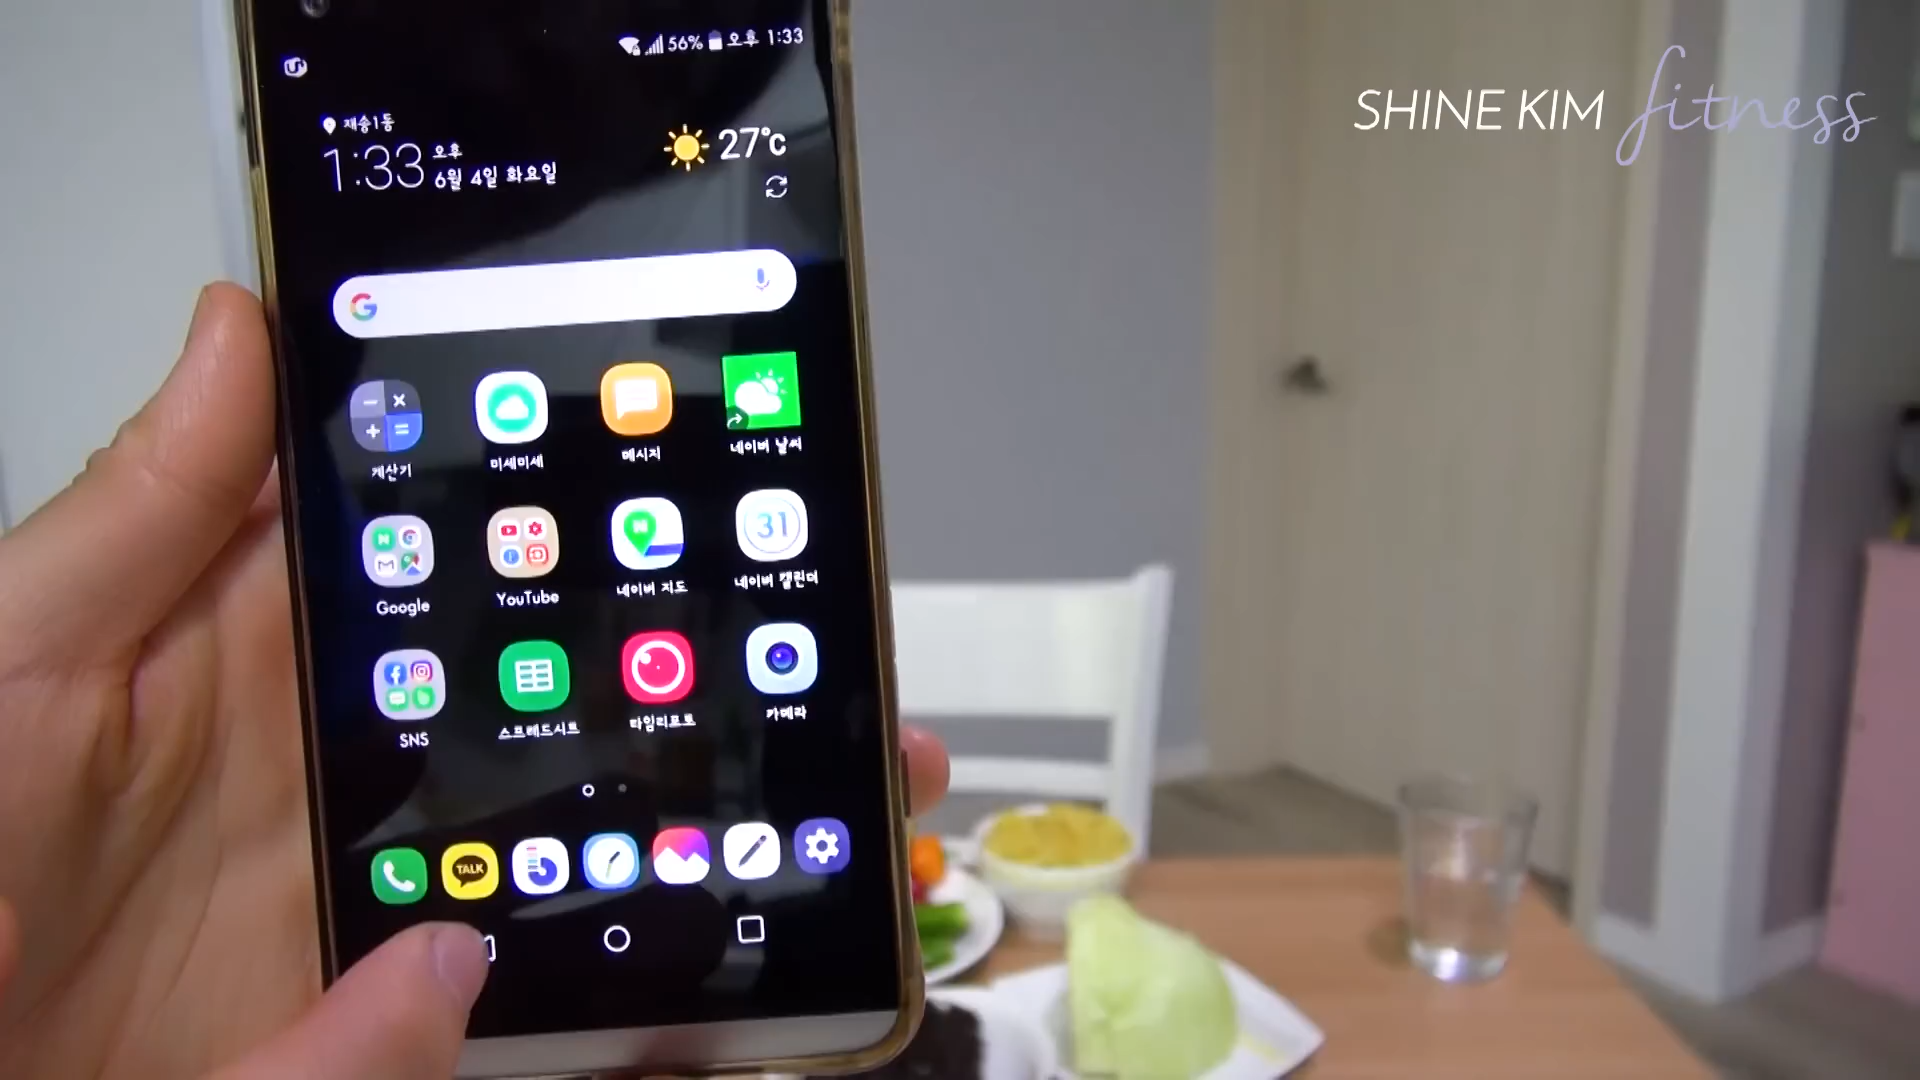 SHINE KIM fitness
56% 오후 1:33
재송1동
1:33 오후
6월 4일 화요일
27℃
계산기 미세미세 메시지 네이버 날씨
31
Google YouTube 네이버 지도 네이버 캘린더
SNS 스프레드시트 타임리포트 카메라
TALK